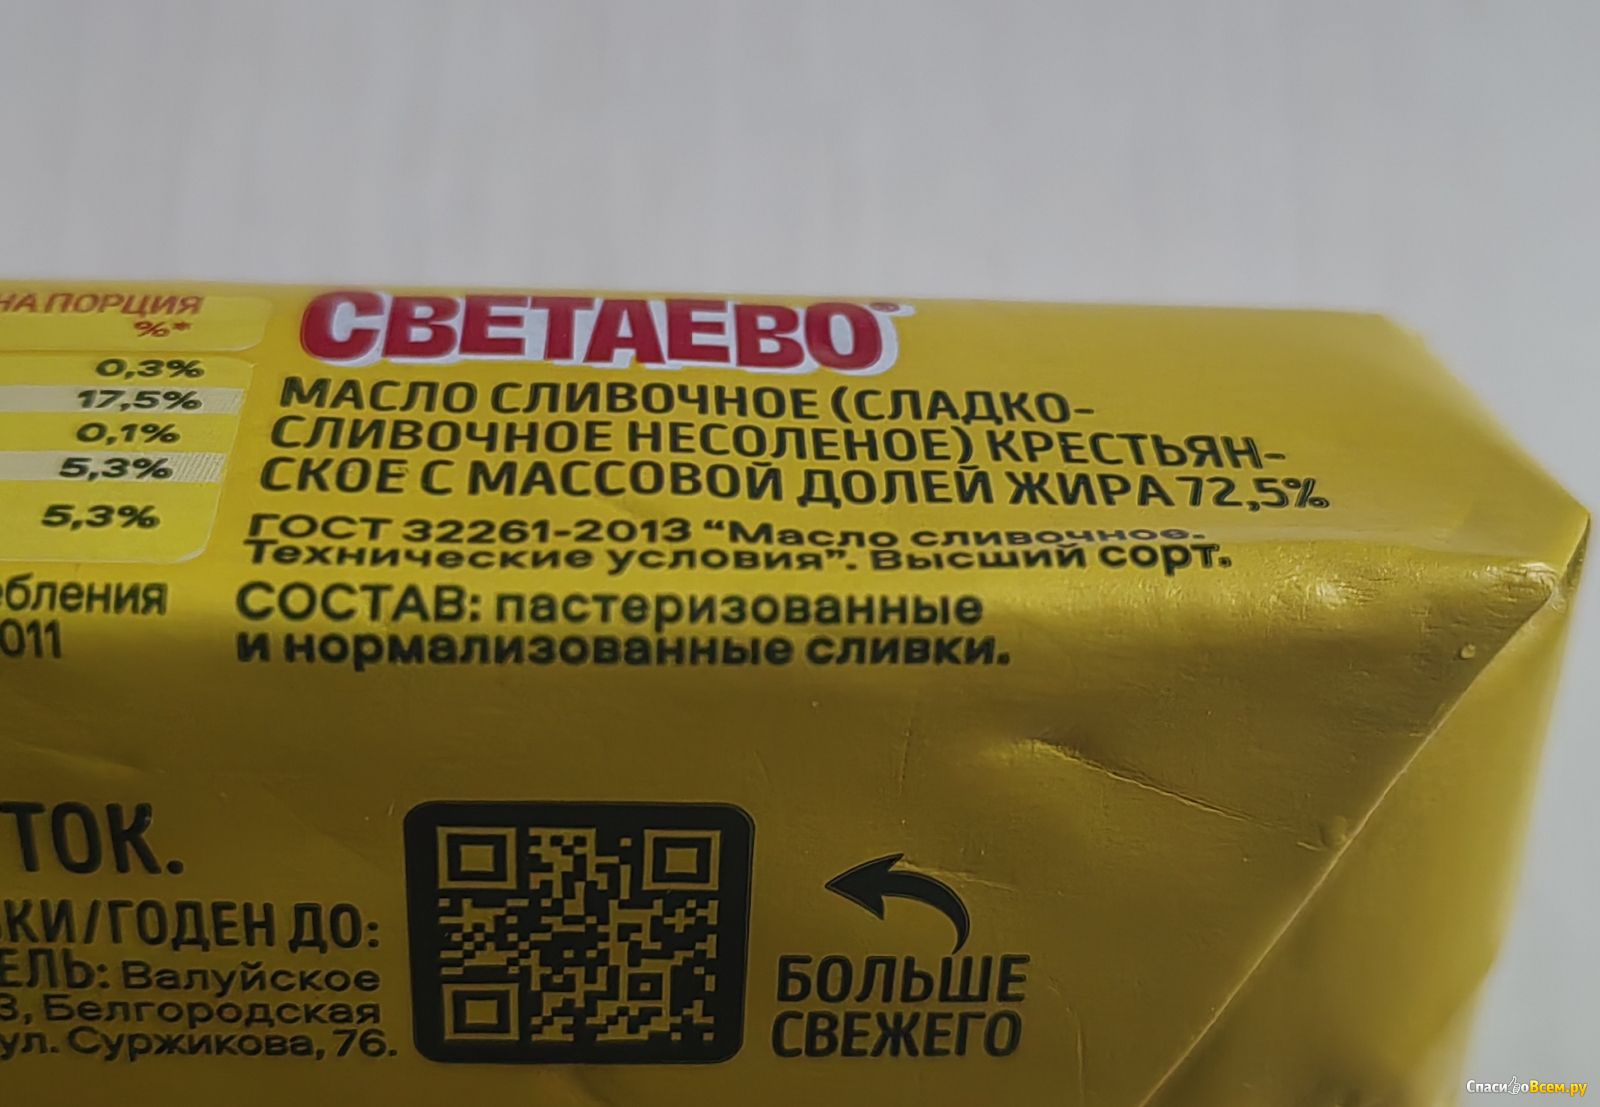 НА ПОРЦИЯ
%*
0,3%
17,5%
0,1%
5,3%
5,3%
011
СВЕТАЕВО®
МАСЛО СЛИВОЧНОЕ (СЛАДКО-
СЛИВОЧНОЕ НЕСОЛЕНОЕ) КРЕСТЬЯН-
СКОЕ С МАССОВОЙ ДОЛЕЙ ЖИРА 72,5%
ГОСТ 32261-2013 “Масло сливочное.
Технические условия”. Высший сорт.
СОСТАВ: пастеризованные
и нормализованные сливки.
ТОК.
КИ/ГОДЕН ДО:
ЕЛЬ: Валуйское
3, Белгородская
ул. Суржикова, 76.
БОЛЬШЕ
СВЕЖЕГО
СпасибоВсем.ру